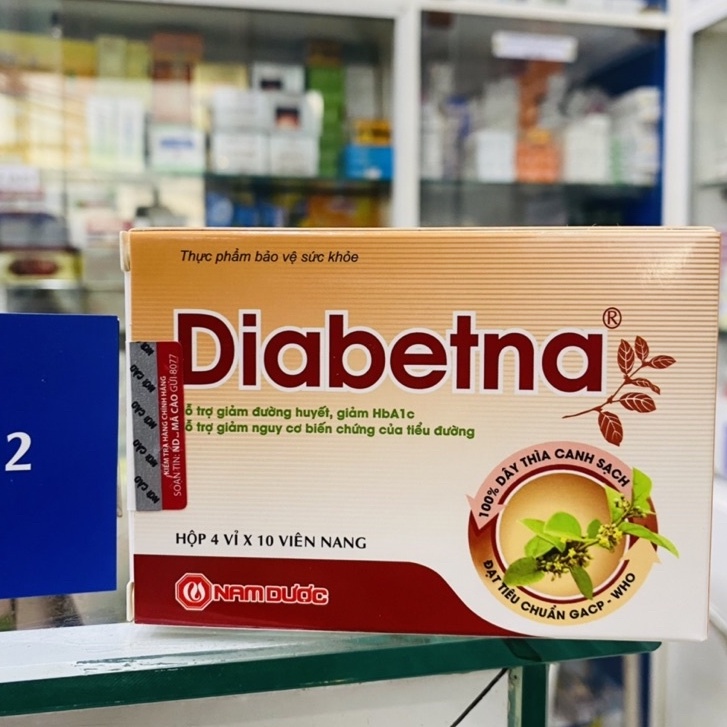 Thực phẩm bảo vệ sức khỏe
Diabetna®
ỗ trợ giảm đường huyết, giảm HbA1c
ỗ trợ giảm nguy cơ biến chứng của tiểu đường
KIỂM TRA HÀNG CHÍNH HÃNG
SOẠN TIN: ND_ MÃ CÀO GỬI 8077
2
100% DÂY THÌA CANH SẠCH
ĐẠT TIÊU CHUẨN GACP - WHO
HỘP 4 VỈ X 10 VIÊN NANG
NAM DƯỢC